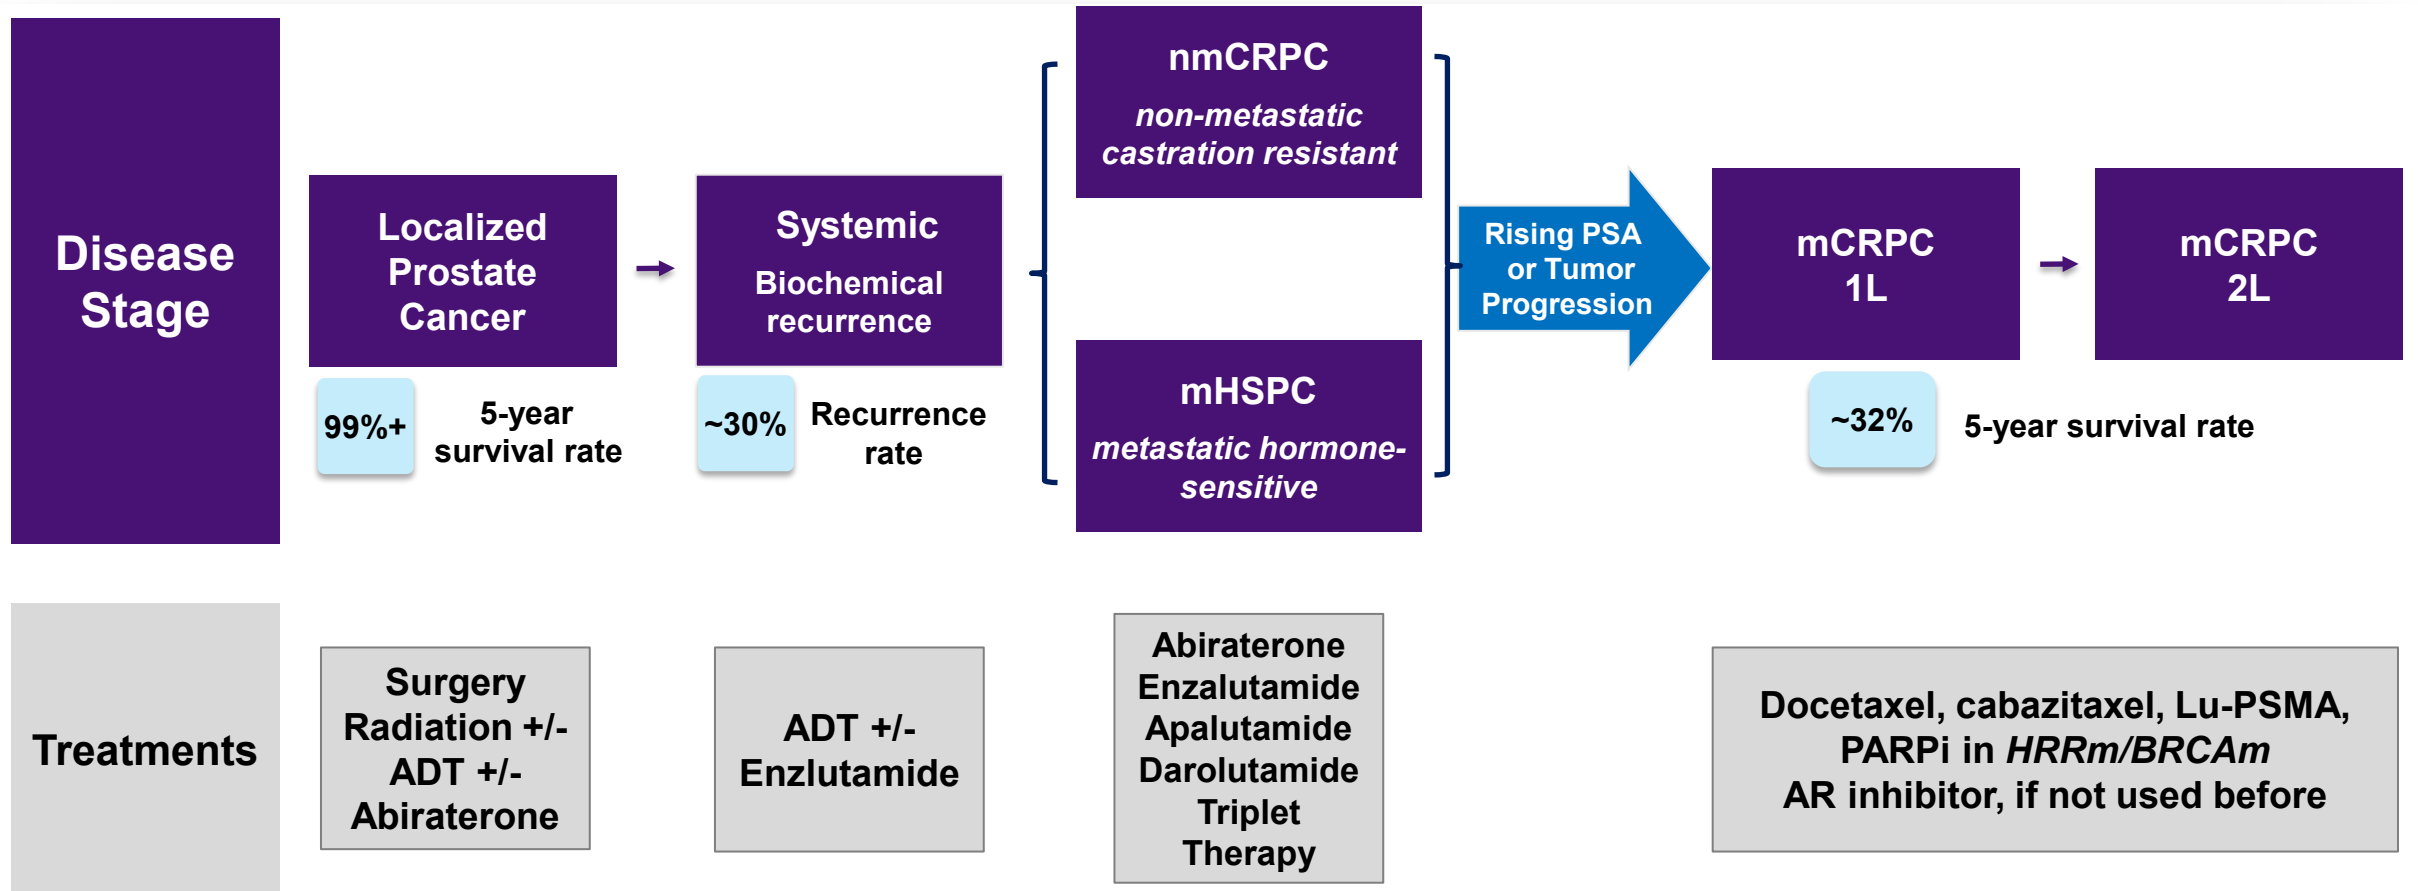 Disease
Stage
Localized
Prostate
Cancer
99%+
5-year
survival rate
Systemic
Biochemical
recurrence
~30%
Recurrence
rate
nmCRPC
non-metastatic
castration resistant
mHSPC
metastatic hormone-
sensitive
Rising PSA
or Tumor
Progression
mCRPC
1L
mCRPC
2L
~32%
5-year survival rate
Treatments
Surgery
Radiation +/-
ADT +/-
Abiraterone
ADT +/-
Enzlutamide
Abiraterone
Enzalutamide
Apalutamide
Darolutamide
Triplet
Therapy
Docetaxel, cabazitaxel, Lu-PSMA,
PARPi in HRRm/BRCAm
AR inhibitor, if not used before